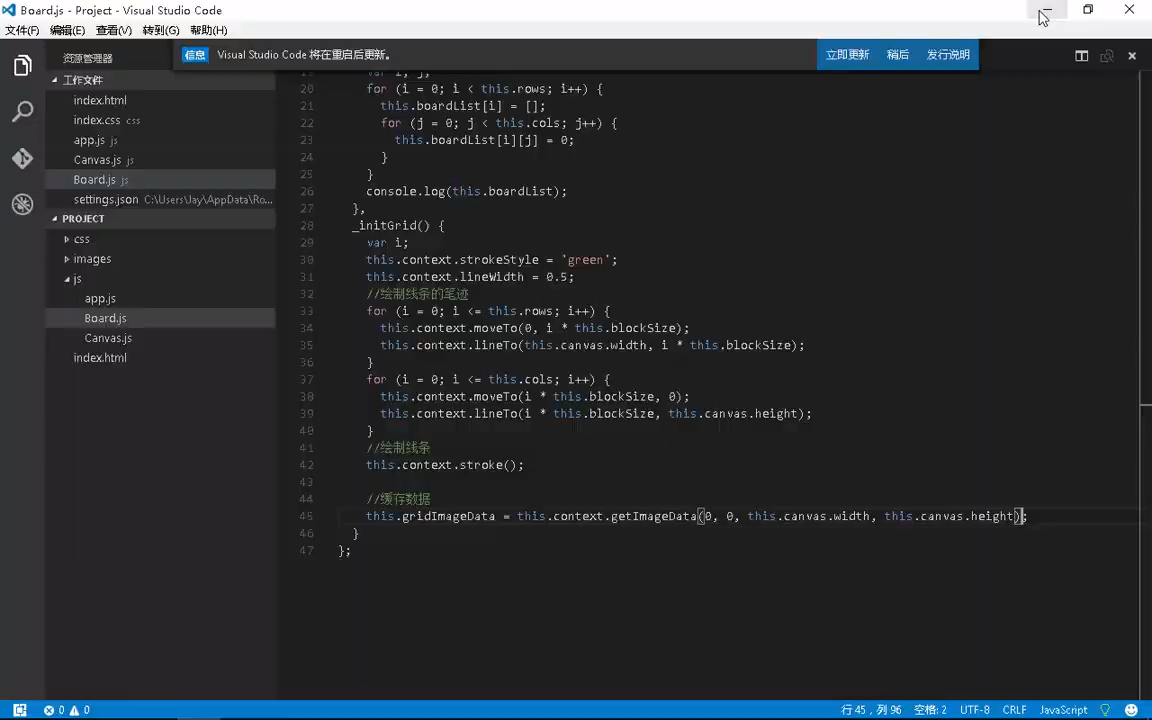 Board.js - Project - Visual Studio Code
文件(F) 编辑(E) 查看(V) 转到(G) 帮助(H)
资源管理器
信息 Visual Studio Code 将在重启后更新。 立即更新 稍后 发行说明
工作文件
index.html
index.css css
app.js js
Canvas.js js
Board.js js
settings.json C:\Users\Jay\AppData\Ro...
PROJECT
css
images
js
app.js
Board.js
Canvas.js
index.html
19 var i, j;
20 for (i = 0; i < this.rows; i++) {
21 this.boardList[i] = [];
22 for (j = 0; j < this.cols; j++) {
23 this.boardList[i][j] = 0;
24 }
25 }
26 console.log(this.boardList);
27 },
28 _initGrid() {
29 var i;
30 this.context.strokeStyle = 'green';
31 this.context.lineWidth = 0.5;
32 //绘制线条的笔迹
33 for (i = 0; i <= this.rows; i++) {
34 this.context.moveTo(0, i * this.blockSize);
35 this.context.lineTo(this.canvas.width, i * this.blockSize);
36 }
37 for (i = 0; i <= this.cols; i++) {
38 this.context.moveTo(i * this.blockSize, 0);
39 this.context.lineTo(i * this.blockSize, this.canvas.height);
40 }
41 //绘制线条
42 this.context.stroke();
43
44 //缓存数据
45 this.gridImageData = this.context.getImageData(0, 0, this.canvas.width, this.canvas.height);
46 }
47 };
0 0 行 45，列 96 空格: 2 UTF-8 CRLF JavaScript